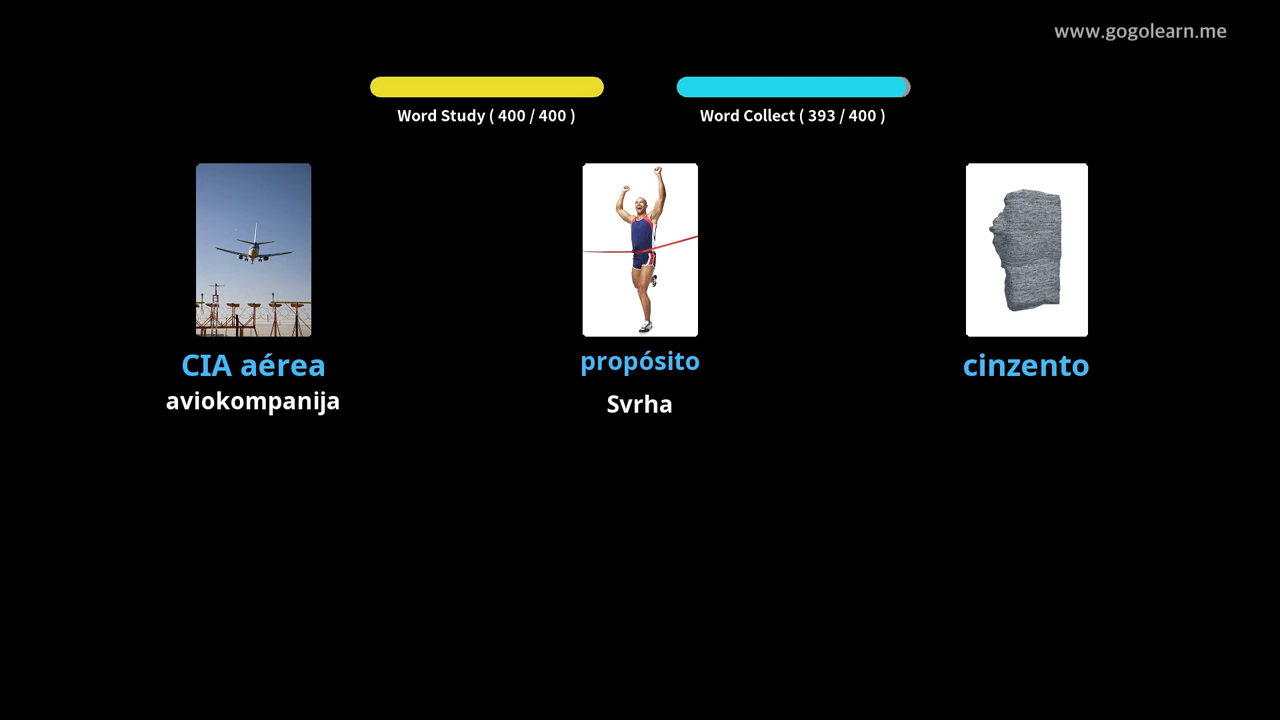 www.gogolearn.me
Word Study ( 400 / 400 )
Word Collect ( 393 / 400 )
CIA aérea
aviokompanija
propósito
Svrha
cinzento